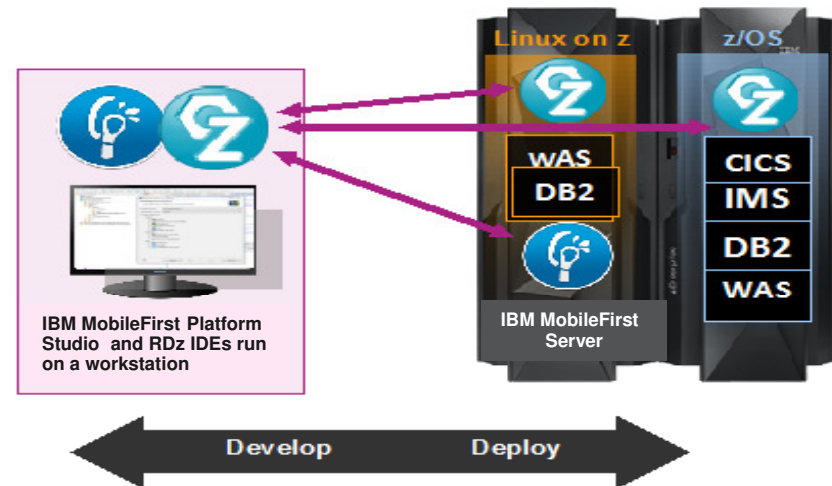 Linux on z
z/OS
IBM
WAS
DB2
CICS
IMS
DB2
WAS
IBM MobileFirst
Server
IBM MobileFirst Platform
Studio and RDz IDEs run
on a workstation
Develop
Deploy